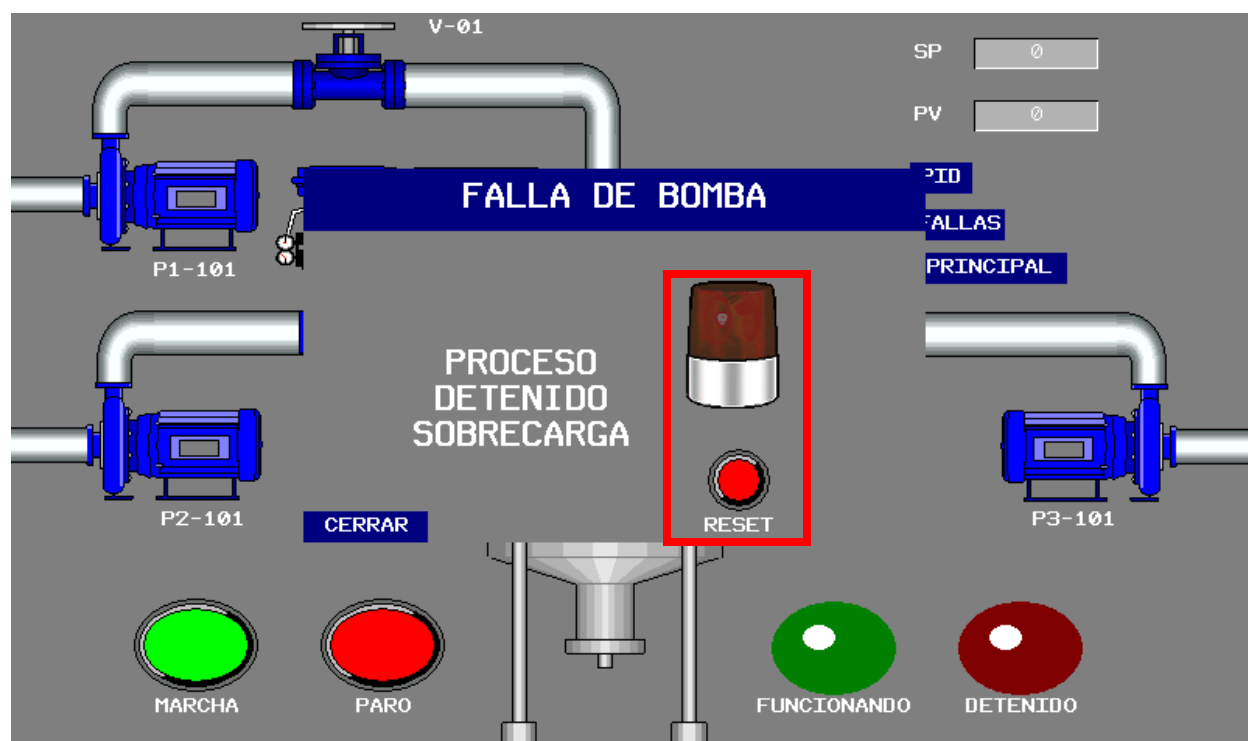 V-01
SP 0
PV 0
PID
FALLA DE BOMBA
FALLAS
P1-101
PRINCIPAL
PROCESO
DETENIDO
SOBRECARGA
P2-101
CERRAR
RESET
P3-101
MARCHA
PARO
FUNCIONANDO
DETENIDO